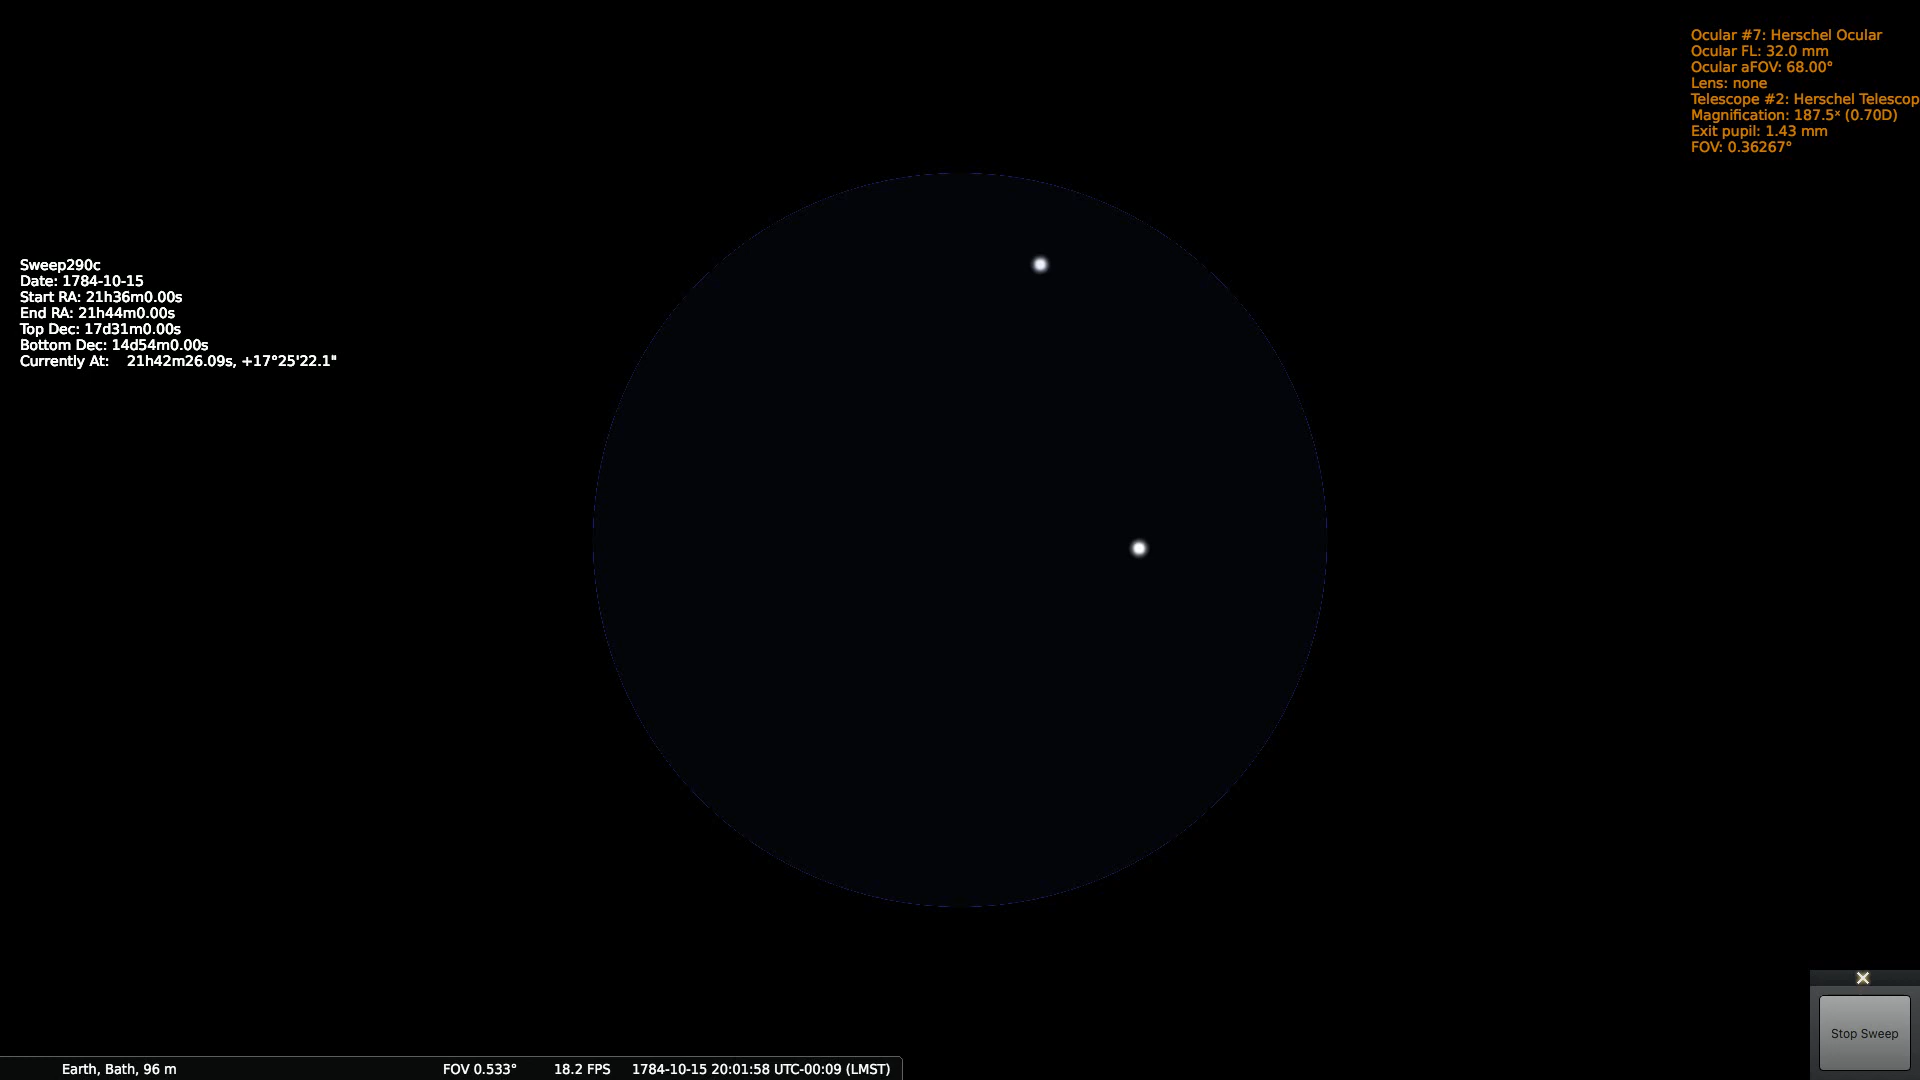 Ocular #7: Herschel Ocular
Ocular FL: 32.0 mm
Ocular aFOV: 68.00°
Lens: none
Telescope #2: Herschel Telescop
Magnification: 187.5ˣ (0.70D)
Exit pupil: 1.43 mm
FOV: 0.36267°
Sweep290c
Date: 1784-10-15
Start RA: 21h36m0.00s
End RA: 21h44m0.00s
Top Dec: 17d31m0.00s
Bottom Dec: 14d54m0.00s
Currently At: 21h42m26.09s, +17°25'22.1"
Stop Sweep
Earth, Bath, 96 m FOV 0.533° 18.2 FPS 1784-10-15 20:01:58 UTC-00:09 (LMST)